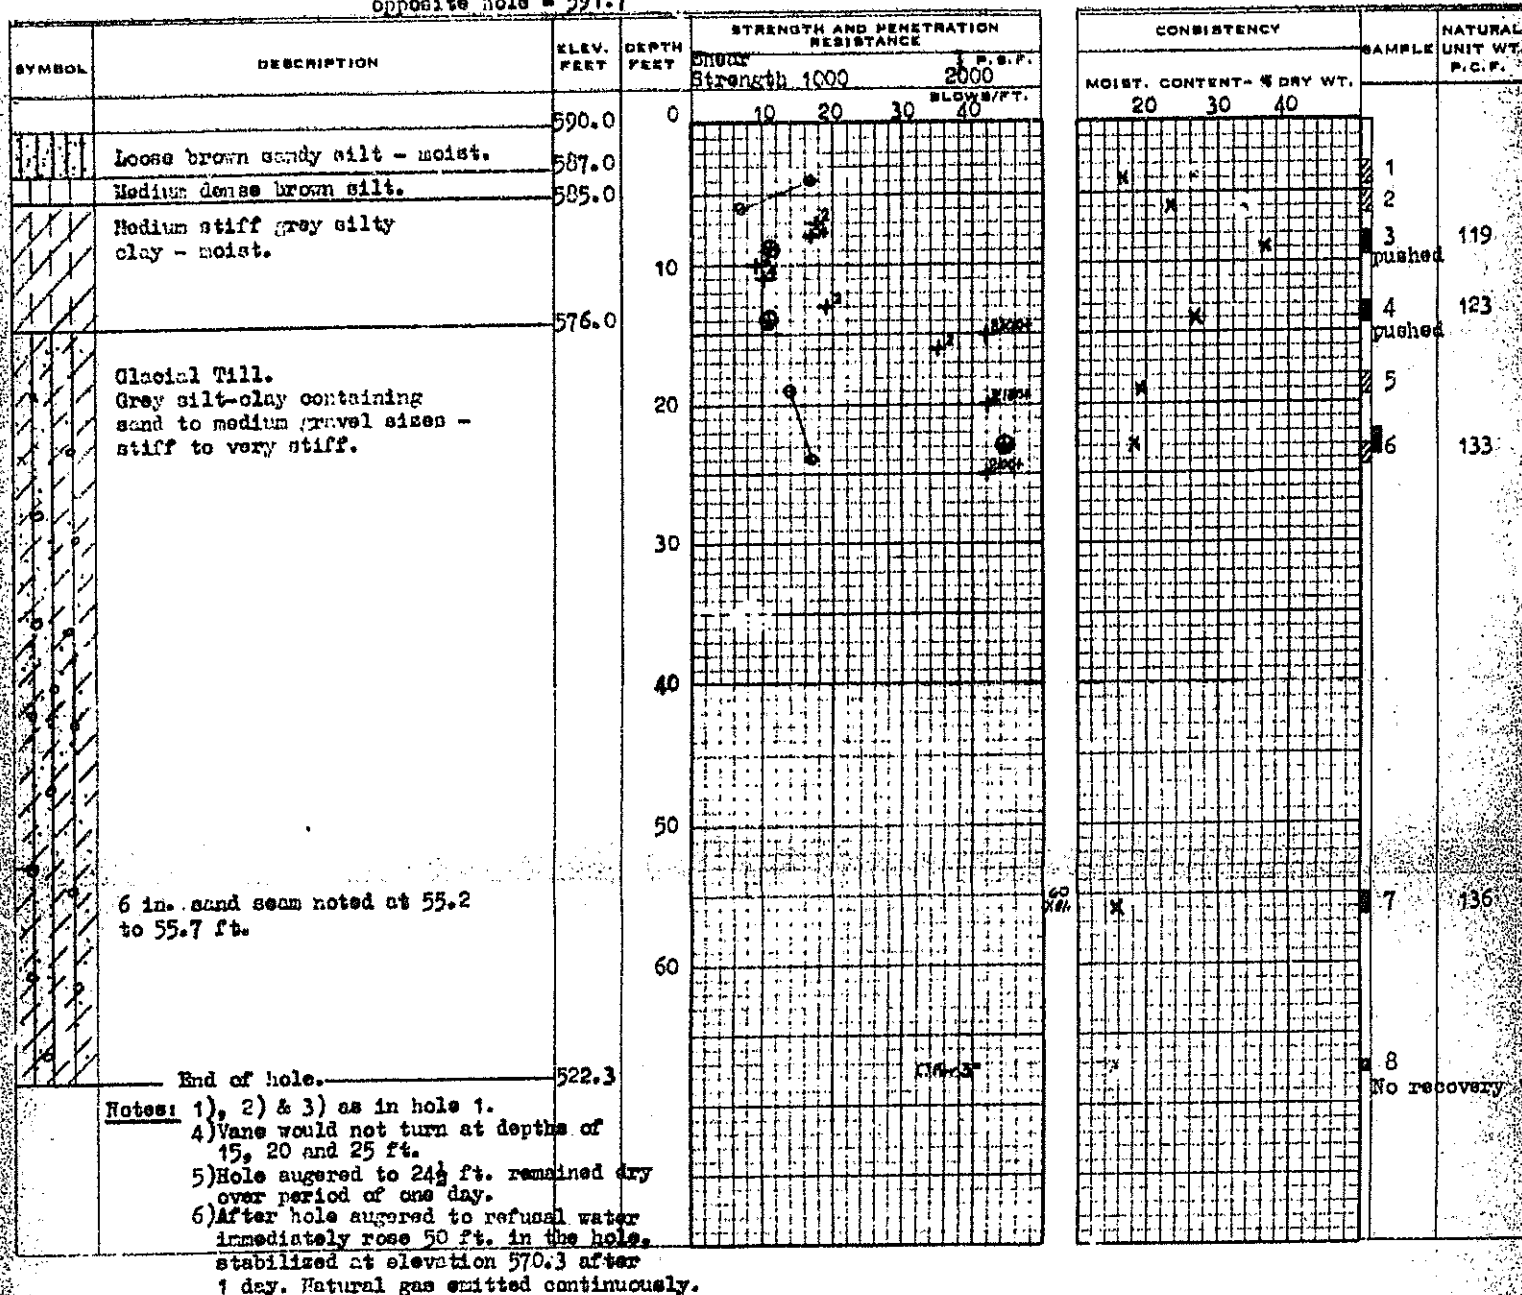 opposite hole = 591.7
SYMBOL
DESCRIPTION
ELEV. FEET
DEPTH FEET
STRENGTH AND PENETRATION RESISTANCE
Shear Strength 1000 2000
P.S.F.
BLOWS/FT.
10 20 30 40
CONSISTENCY
MOIST. CONTENT - % DRY WT.
20 30 40
SAMPLE
NATURAL UNIT WT. P.C.F.
590.0 0
Loose brown sandy silt - moist.
587.0
1
Medium dense brown silt.
585.0
2
Medium stiff grey silty
clay - moist.
3 119
pushed
10
576.0
4 123
pushed
Glacial Till.
Grey silt-clay containing
sand to medium gravel sizes -
stiff to very stiff.
5
20
6 133
30
40
50
6 in. sand seam noted at 55.2
to 55.7 ft.
60
7 136
60
End of hole. 522.3
8
No recovery
Notes: 1), 2) & 3) as in hole 1.
4)Vane would not turn at depths of
15, 20 and 25 ft.
5)Hole augered to 24½ ft. remained dry
over period of one day.
6)After hole augered to refusal water
immediately rose 50 ft. in the hole,
stabilized at elevation 570.3 after
1 day. Natural gas emitted continuously.